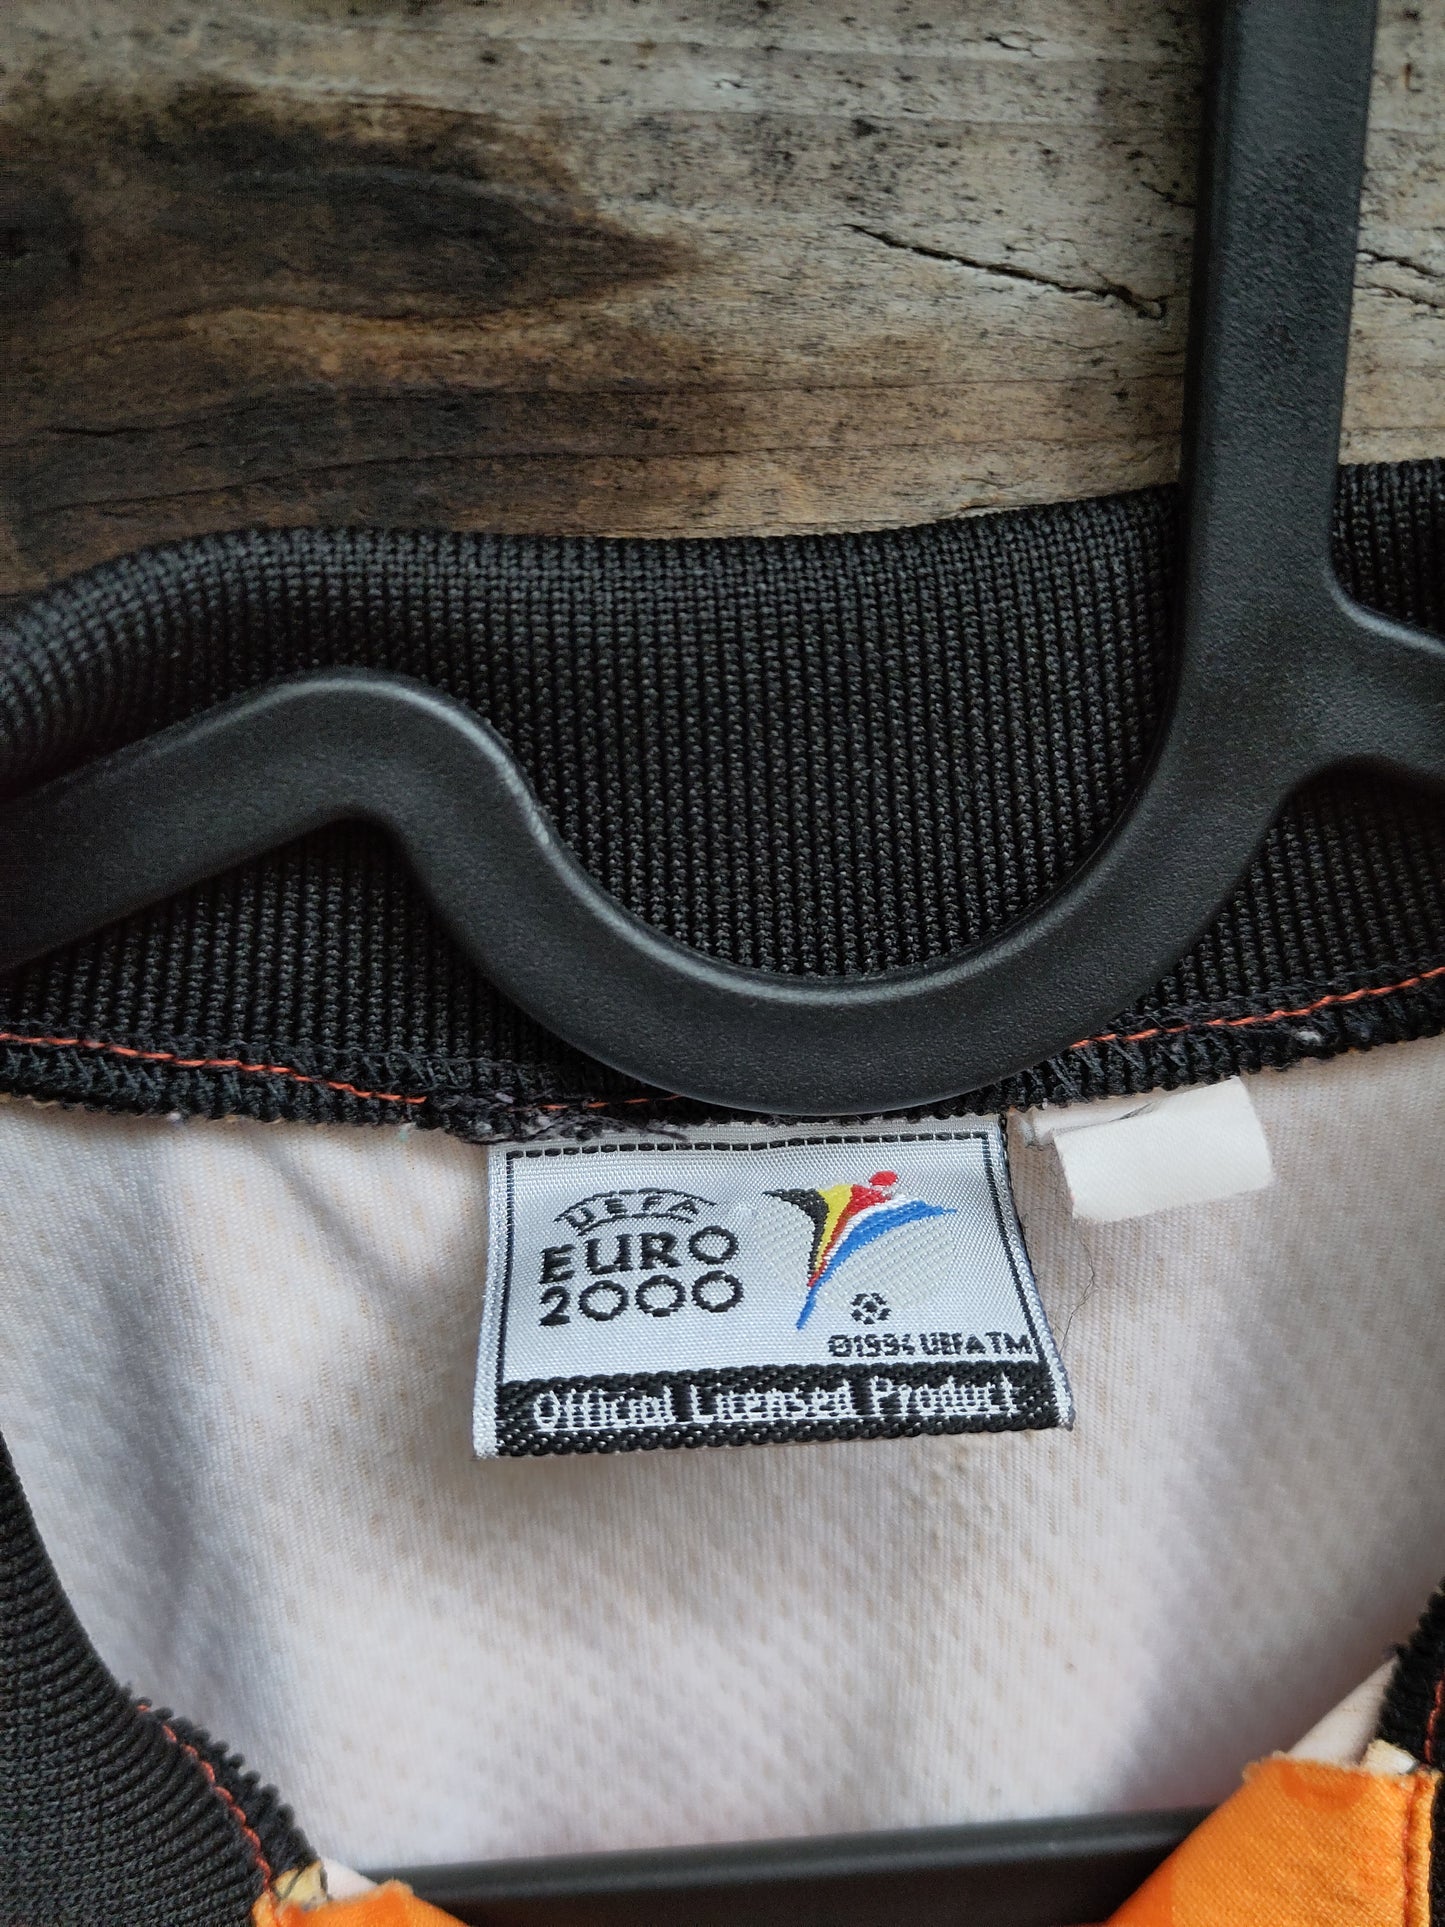 UEFA
EURO
2000
©1994 UEFA TM
Official Licensed Product